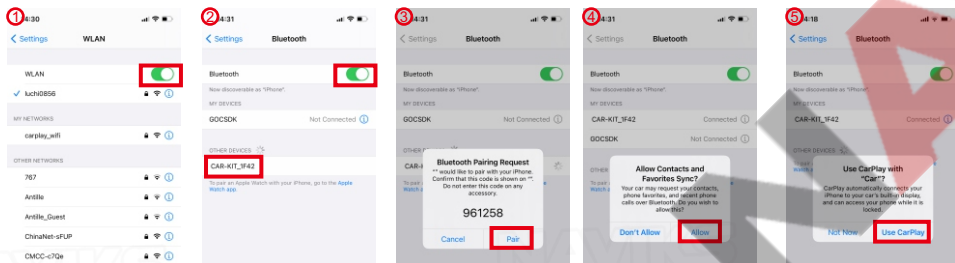 ① 4:30
Settings WLAN
WLAN
luchi0856
MY NETWORKS
carplay_wifi
OTHER NETWORKS
767
Antille
Antille_Guest
ChinaNet-sFUP
CMCC-c7Qe
② 4:31
Settings Bluetooth
Bluetooth
Now discoverable as "iPhone".
MY DEVICES
GOCSDK Not Connected
OTHER DEVICES
CAR-KIT_1F42
To pair an Apple Watch with your iPhone, go to the Apple
Watch app.
③ 4:31
Settings Bluetooth
Bluetooth
Now discoverable as "iPhone".
MY DEVICES
GOCSDK Not Connected
Bluetooth Pairing Request
"" would like to pair with your iPhone.
Confirm that this code is shown on "".
Do not enter this code on any
accessory.
961258
Cancel Pair
④ 4:31
Settings Bluetooth
Bluetooth
Now discoverable as "iPhone".
MY DEVICES
CAR-KIT_1F42 Connected
GOCSDK Not Connected
Allow Contacts and
Favorites Sync?
Your car may request your contacts,
phone favorites, and recent phone
calls over Bluetooth. Do you wish to
allow this?
Don't Allow Allow
⑤ 4:18
Settings Bluetooth
Bluetooth
Now discoverable as "iPhone".
MY DEVICES
CAR-KIT_1F42 Connected
OTHER DEVICES
Use CarPlay with
"Car"?
CarPlay automatically connects your
iPhone to your car's built-in display,
and can access your phone while it is
locked.
Not Now Use CarPlay